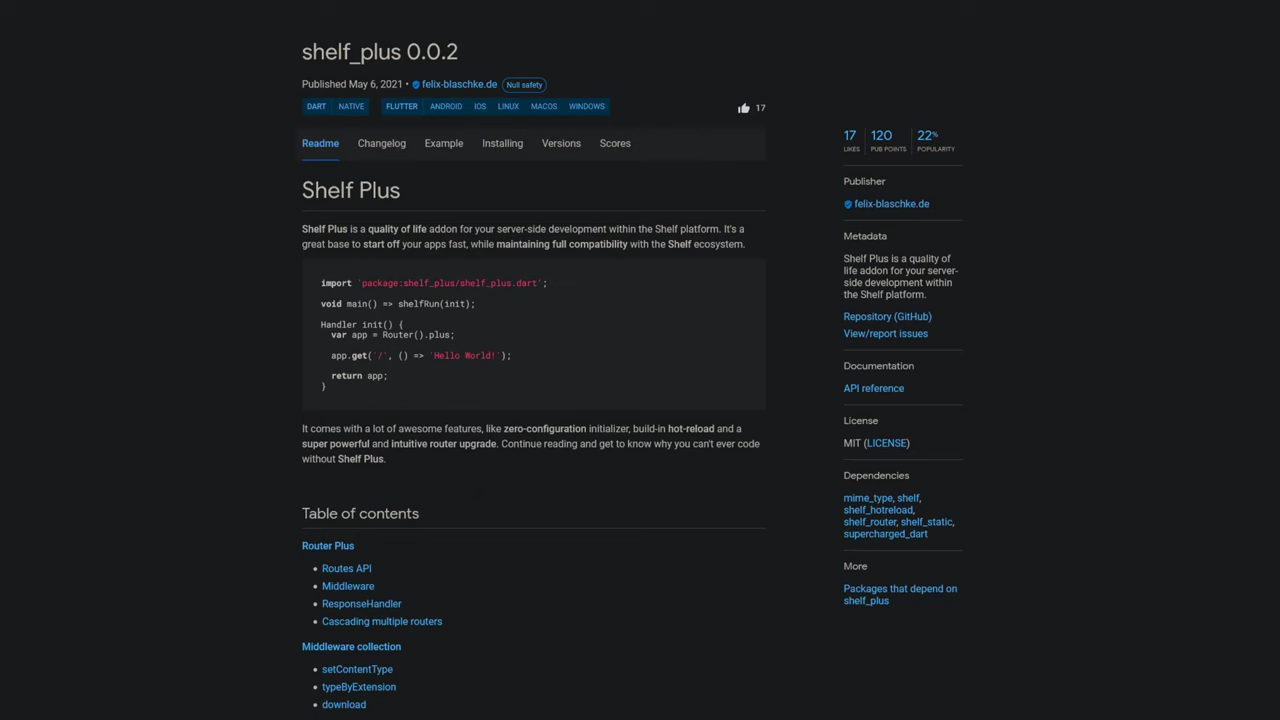 shelf_plus 0.0.2
Published May 6, 2021 • felix-blaschke.de Null safety
DART NATIVE FLUTTER ANDROID IOS LINUX MACOS WINDOWS
17
Readme Changelog Example Installing Versions Scores
Shelf Plus
Shelf Plus is a quality of life addon for your server-side development within the Shelf platform. It's a
great base to start off your apps fast, while maintaining full compatibility with the Shelf ecosystem.
import 'package:shelf_plus/shelf_plus.dart';
void main() => shelfRun(init);
Handler init() {
var app = Router().plus;
app.get('/', () => 'Hello World!');
return app;
}
It comes with a lot of awesome features, like zero-configuration initializer, build-in hot-reload and a
super powerful and intuitive router upgrade. Continue reading and get to know why you can't ever code
without Shelf Plus.
Table of contents
Router Plus
• Routes API
• Middleware
• ResponseHandler
• Cascading multiple routers
Middleware collection
• setContentType
• typeByExtension
• download
17 120 22%
LIKES PUB POINTS POPULARITY
Publisher
felix-blaschke.de
Metadata
Shelf Plus is a quality of
life addon for your server-
side development within
the Shelf platform.
Repository (GitHub)
View/report issues
Documentation
API reference
License
MIT (LICENSE)
Dependencies
mime_type, shelf,
shelf_hotreload,
shelf_router, shelf_static,
supercharged_dart
More
Packages that depend on
shelf_plus